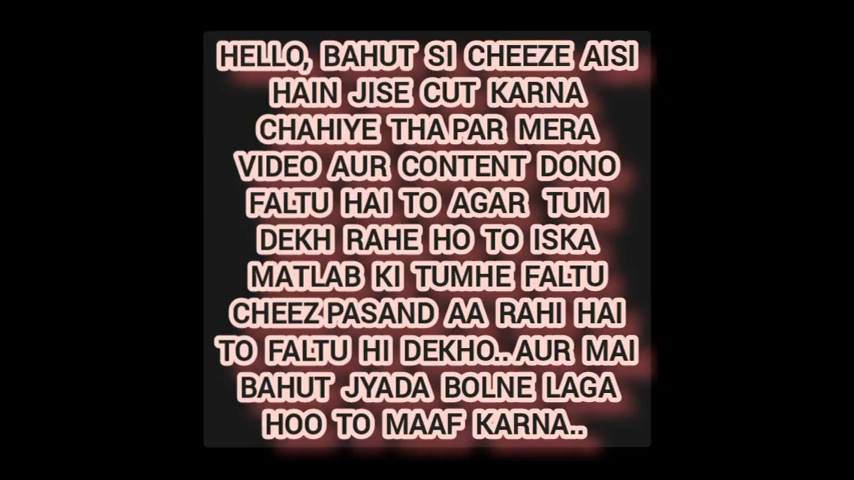 HELLO, BAHUT SI CHEEZE AISI
HAIN JISE CUT KARNA
CHAHIYE THA PAR MERA
VIDEO AUR CONTENT DONO
FALTU HAI TO AGAR TUM
DEKH RAHE HO TO ISKA
MATLAB KI TUMHE FALTU
CHEEZ PASAND AA RAHI HAI
TO FALTU HI DEKHO.. AUR MAI
BAHUT JYADA BOLNE LAGA
HOO TO MAAF KARNA..